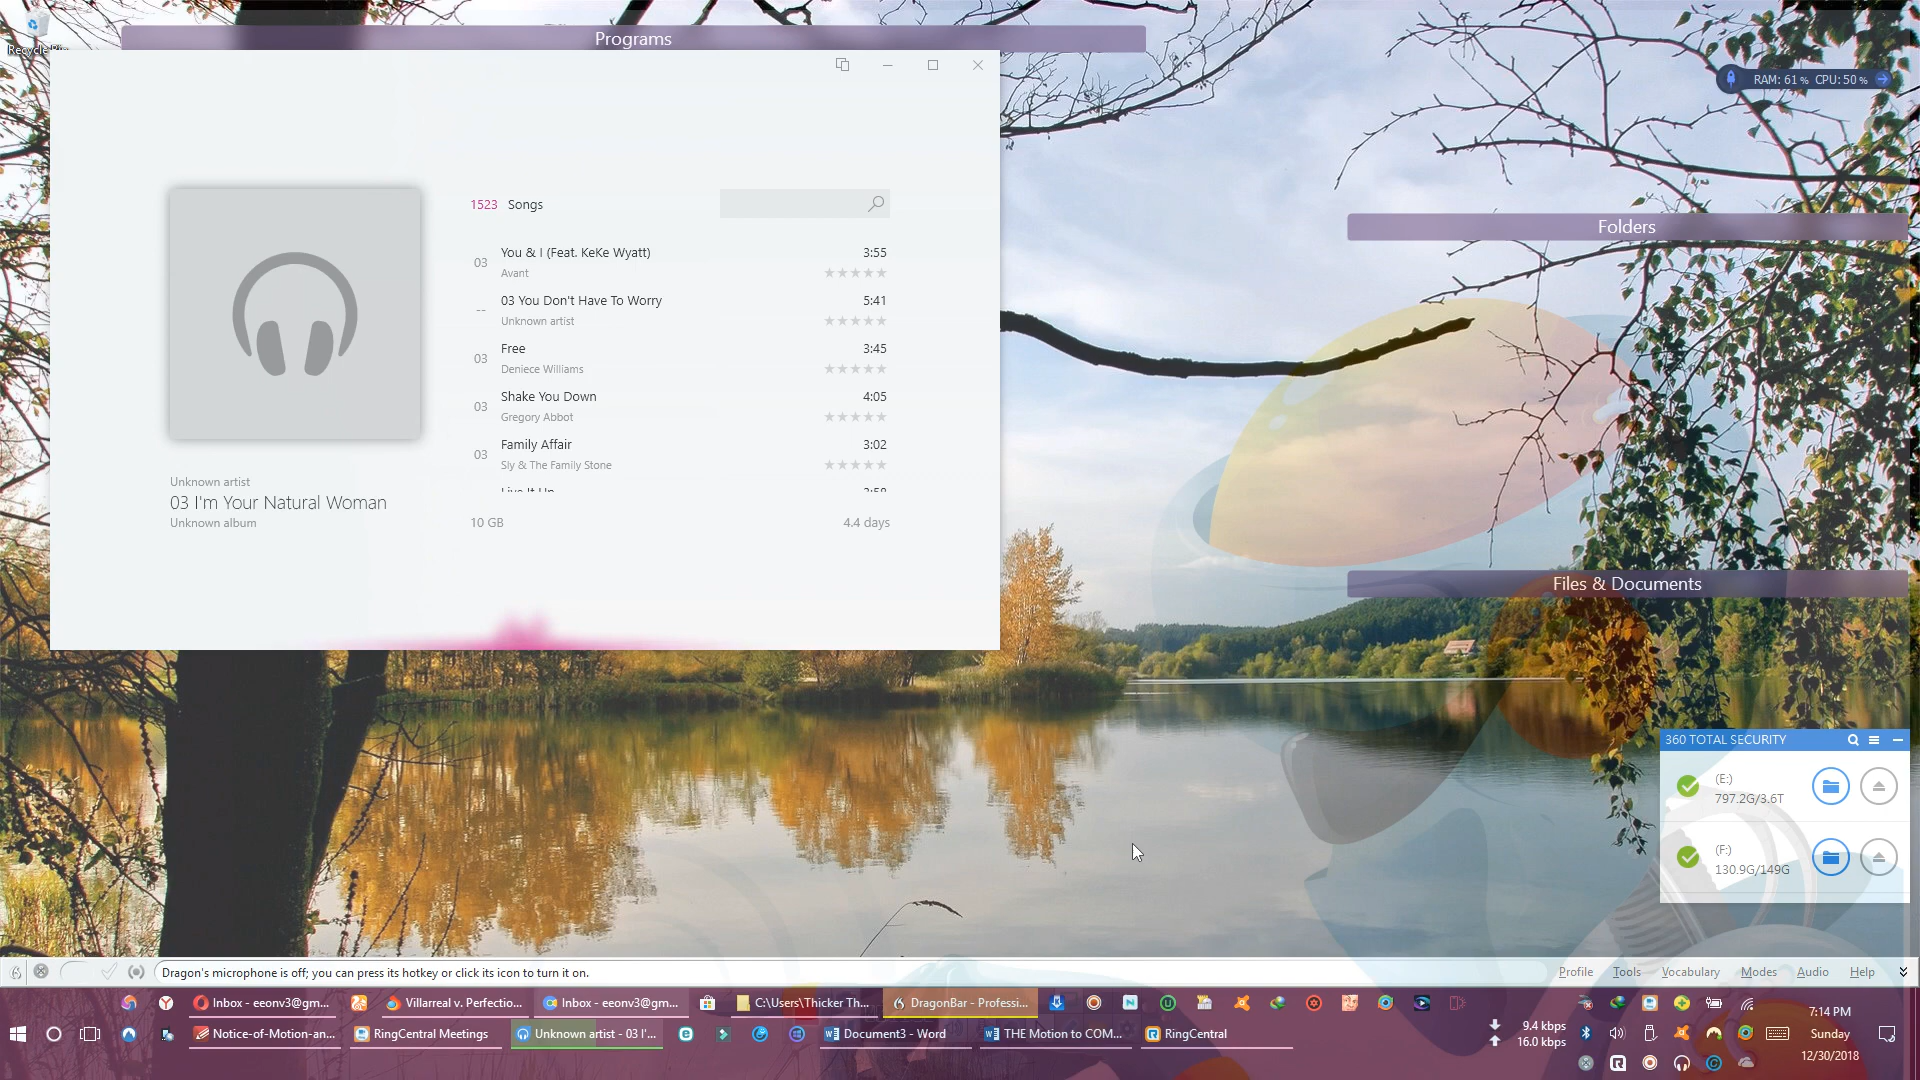 Recycle Bin
Programs
RAM: 61 % CPU: 50 %
1523 Songs
03
You & I (Feat. KeKe Wyatt) 3:55
Avant
--
03 You Don't Have To Worry 5:41
Unknown artist
03
Free 3:45
Deniece Williams
03
Shake You Down 4:05
Gregory Abbot
03
Family Affair 3:02
Sly & The Family Stone
Live It Up 3:58
10 GB 4.4 days
Unknown artist
03 I'm Your Natural Woman
Unknown album
Folders
Files & Documents
360 TOTAL SECURITY
(E:)
797.2G/3.6T
(F:)
130.9G/149G
Dragon's microphone is off; you can press its hotkey or click its icon to turn it on.
Profile Tools Vocabulary Modes Audio Help
Inbox - eeonv3@gm... Villarreal v. Perfectio... Inbox - eeonv3@gm... C:\Users\Thicker Th... DragonBar - Professi...
Notice-of-Motion-an... RingCentral Meetings Unknown artist - 03 I'... Document3 - Word THE Motion to COM... RingCentral
9.4 kbps
16.0 kbps
7:14 PM
Sunday
12/30/2018